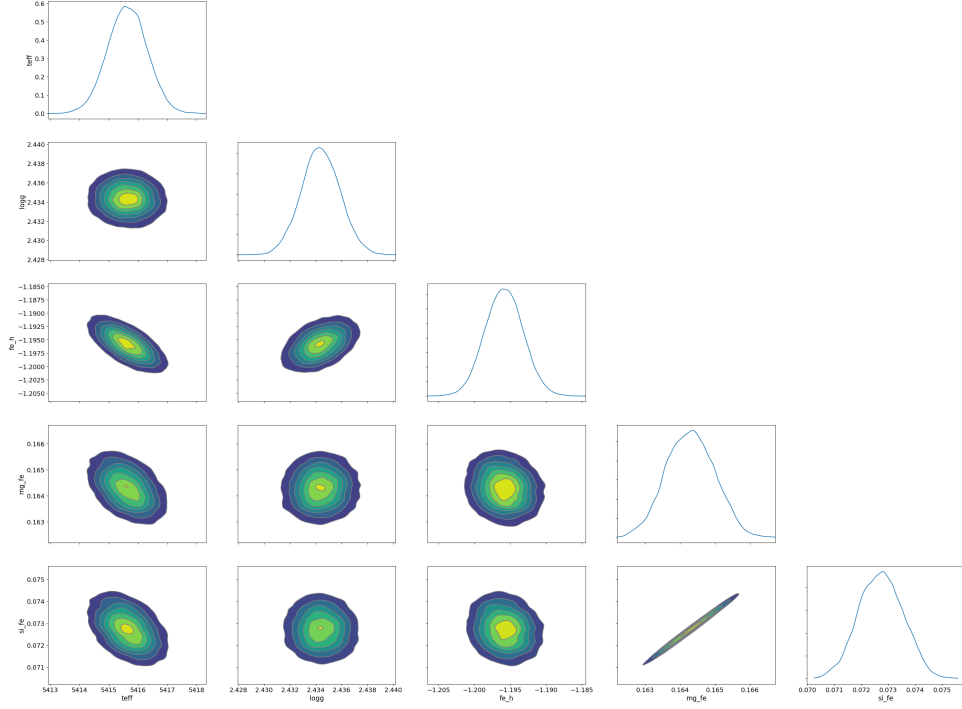 0.6
0.5
0.4
0.3
0.2
0.1
0.0
teff
2.440
2.438
2.436
2.434
2.432
2.430
2.428
logg
−1.1850
−1.1875
−1.1900
−1.1925
−1.1950
−1.1975
−1.2000
−1.2025
−1.2050
fe_h
0.166
0.165
0.164
0.163
mg_fe
0.075
0.074
0.073
0.072
0.071
si_fe
5413 5414 5415 5416 5417 5418
teff
2.428 2.430 2.432 2.434 2.436 2.438 2.440
logg
−1.205 −1.200 −1.195 −1.190 −1.185
fe_h
0.163 0.164 0.165 0.166
mg_fe
0.070 0.071 0.072 0.073 0.074 0.075
si_fe